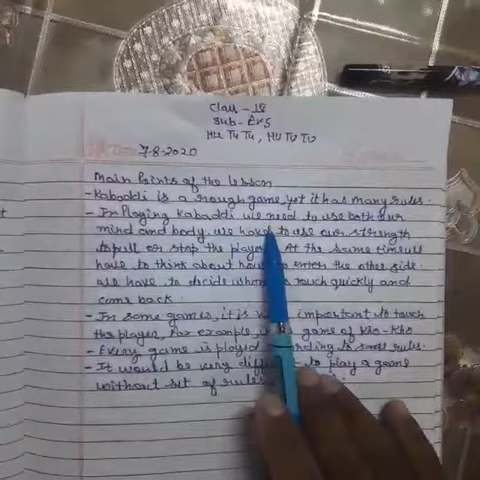 Class - 18
Sub - Evs
Hu Tu Tu, Hu Tu Tu
7-8-2020
Main Points of the lesson
- Kabaddi is a rough game, yet it has many rules.
- In Playing Kabaddi we need to use both our
mind and body. we have to use our strength
to pull or stop the player. At the same time we
have to think about how to enter the other side
we have to decide whom to touch quickly and
come back.
- In some games, it is important to touch
the player, for example, game of Kho-Kho
- Every game is played according to some rules.
- It would be very difficult to play a game
without set of rules